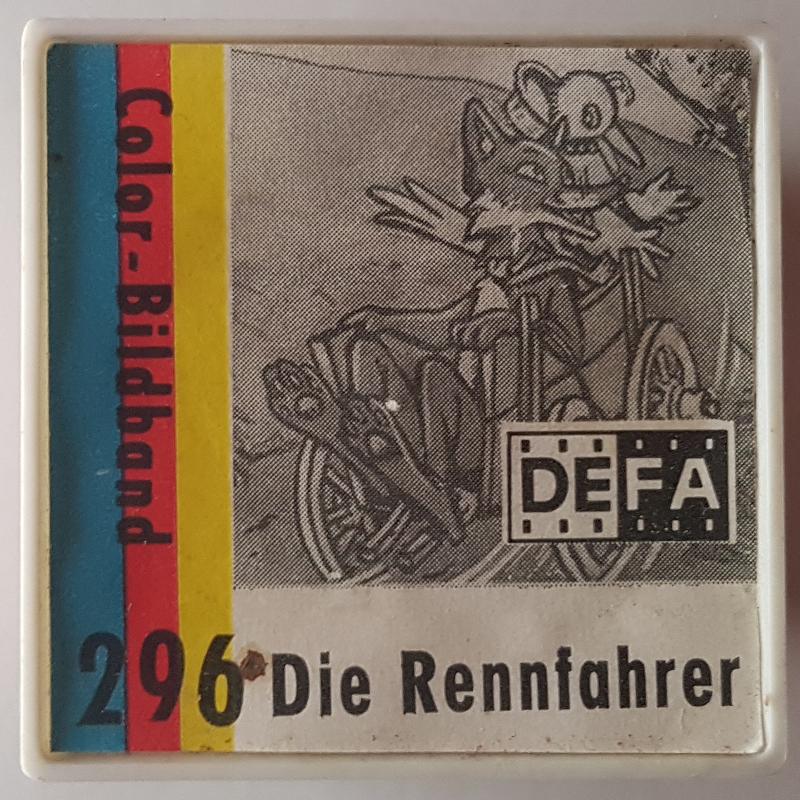 Color-Bildband
DEFA
296 Die Rennfahrer